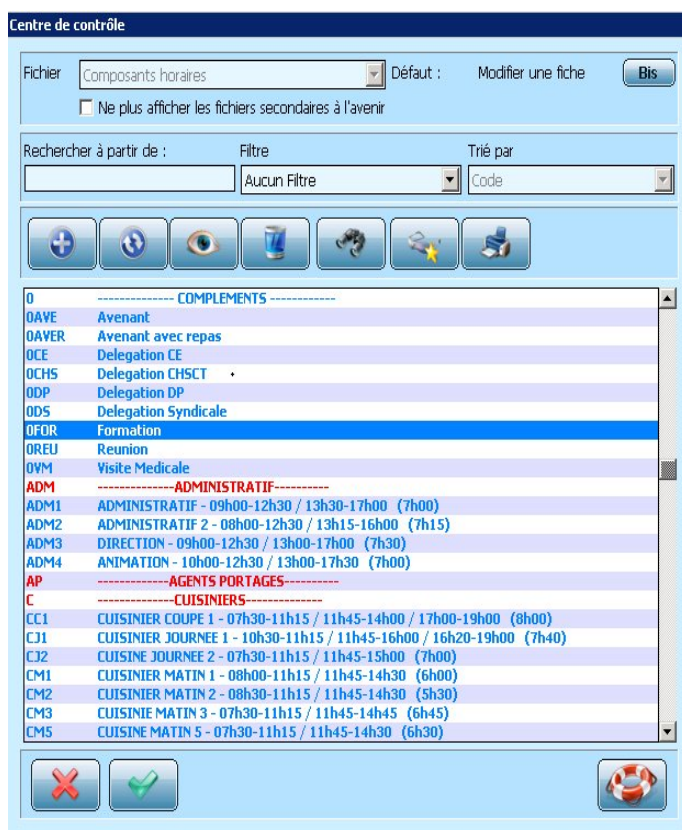 Centre de contrôle
Fichier Composants horaires Défaut : Modifier une fiche Bis
Ne plus afficher les fichiers secondaires à l'avenir
Rechercher à partir de : Filtre Trié par
Aucun Filtre Code
0 -------------- COMPLEMENTS ------------
0AVE Avenant
0AVER Avenant avec repas
0CE Delegation CE
0CHS Delegation CHSCT
0DP Delegation DP
0DS Delegation Syndicale
0FOR Formation
0REU Reunion
0VM Visite Medicale
ADM --------------ADMINISTRATIF----------
ADM1 ADMINISTRATIF - 09h00-12h30 / 13h30-17h00 (7h00)
ADM2 ADMINISTRATIF 2 - 08h00-12h30 / 13h15-16h00 (7h15)
ADM3 DIRECTION - 09h00-12h30 / 13h00-17h00 (7h30)
ADM4 ANIMATION - 10h00-12h30 / 13h00-17h30 (7h00)
AP -------------AGENTS PORTAGES----------
C --------------CUISINIERS--------------
CC1 CUISINIER COUPE 1 - 07h30-11h15 / 11h45-14h00 / 17h00-19h00 (8h00)
CJ1 CUISINIER JOURNEE 1 - 10h30-11h15 / 11h45-16h00 / 16h20-19h00 (7h40)
CJ2 CUISINE JOURNEE 2 - 07h30-11h15 / 11h45-15h00 (7h00)
CM1 CUISINIER MATIN 1 - 08h00-11h15 / 11h45-14h30 (6h00)
CM2 CUISINIER MATIN 2 - 08h30-11h15 / 11h45-14h30 (5h30)
CM3 CUISINIE MATIN 3 - 07h30-11h15 / 11h45-14h45 (6h45)
CM5 CUISINE MATIN 5 - 07h30-11h15 / 11h45-14h30 (6h30)